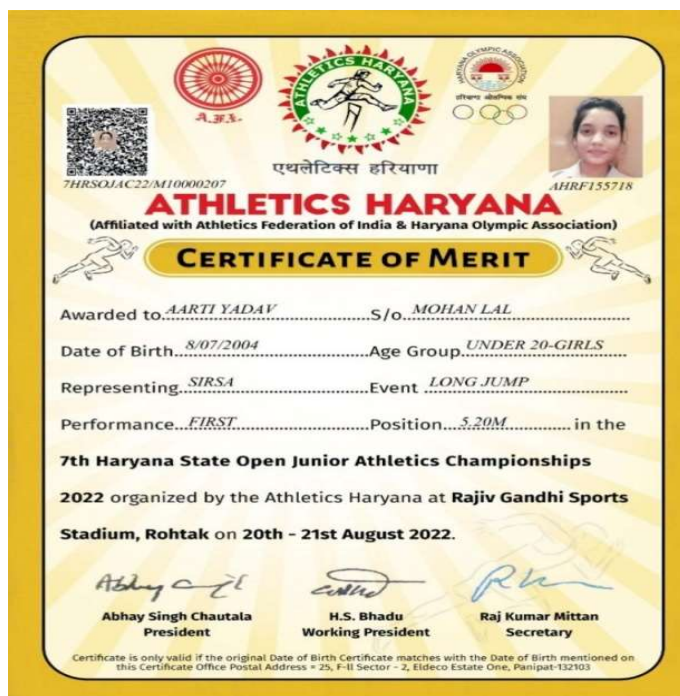 A.F.I.
ATHLETICS HARYANA
HARYANA OLYMPIC ASSOCIATION
हरियाणा ओलम्पिक संघ
एथलेटिक्स हरियाणा
7HRSOJAC22/M10000207
AHRF155718
ATHLETICS HARYANA
(Affiliated with Athletics Federation of India & Haryana Olympic Association)
CERTIFICATE OF MERIT
Awarded to AARTI YADAV S/o. MOHAN LAL
Date of Birth 8/07/2004 Age Group UNDER 20-GIRLS
Representing SIRSA Event LONG JUMP
Performance FIRST Position 5.20M in the
7th Haryana State Open Junior Athletics Championships
2022 organized by the Athletics Haryana at Rajiv Gandhi Sports
Stadium, Rohtak on 20th - 21st August 2022.
Abhay Singh Chautala H.S. Bhadu Raj Kumar Mittan
President Working President Secretary
Certificate is only valid if the original Date of Birth Certificate matches with the Date of Birth mentioned on
this Certificate Office Postal Address = 25, F-II Sector - 2, Eldeco Estate One, Panipat-132103